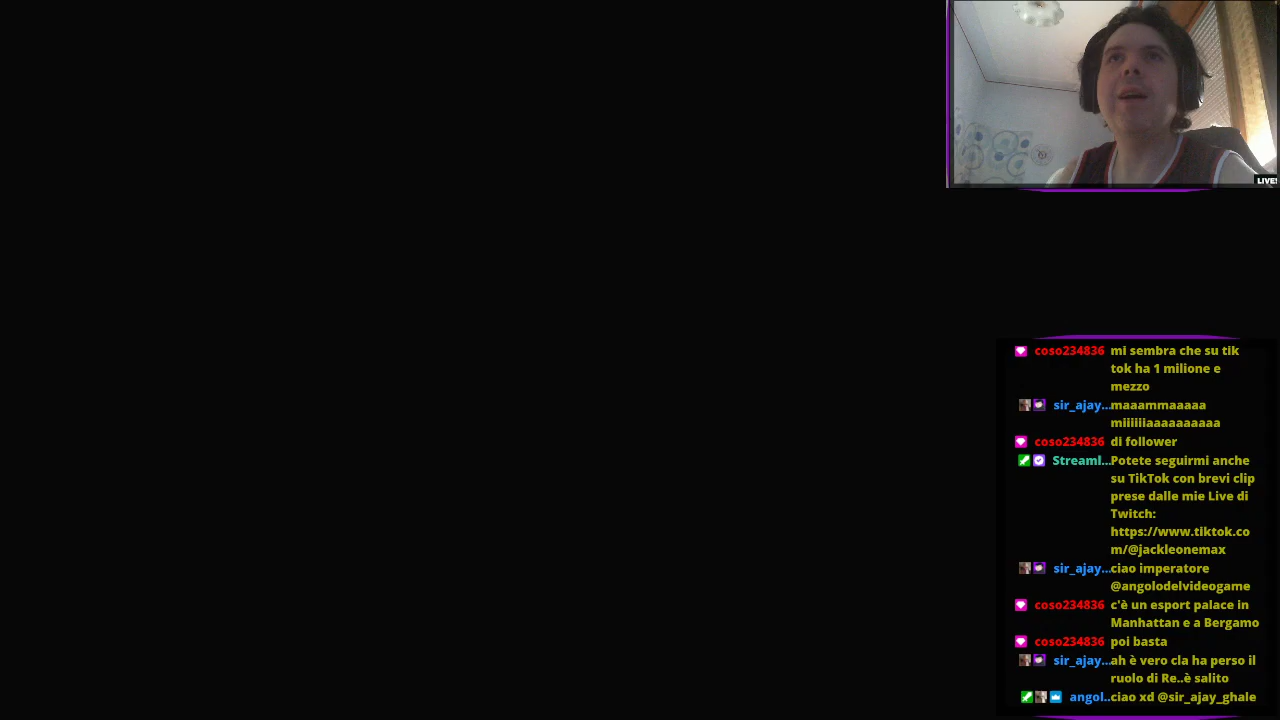 LIVE!
coso234836 mi sembra che su tik
tok ha 1 milione e
mezzo
sir_ajay... maaammaaaaa
miiiiiiaaaaaaaaaa
coso234836 di follower
Streaml... Potete seguirmi anche
su TikTok con brevi clip
prese dalle mie Live di
Twitch:
https://www.tiktok.co
m/@jackleonemax
sir_ajay... ciao imperatore
@angolodelvideogame
coso234836 c'è un esport palace in
Manhattan e a Bergamo
coso234836 poi basta
sir_ajay... ah è vero cla ha perso il
ruolo di Re..è salito
angol... ciao xd @sir_ajay_ghale